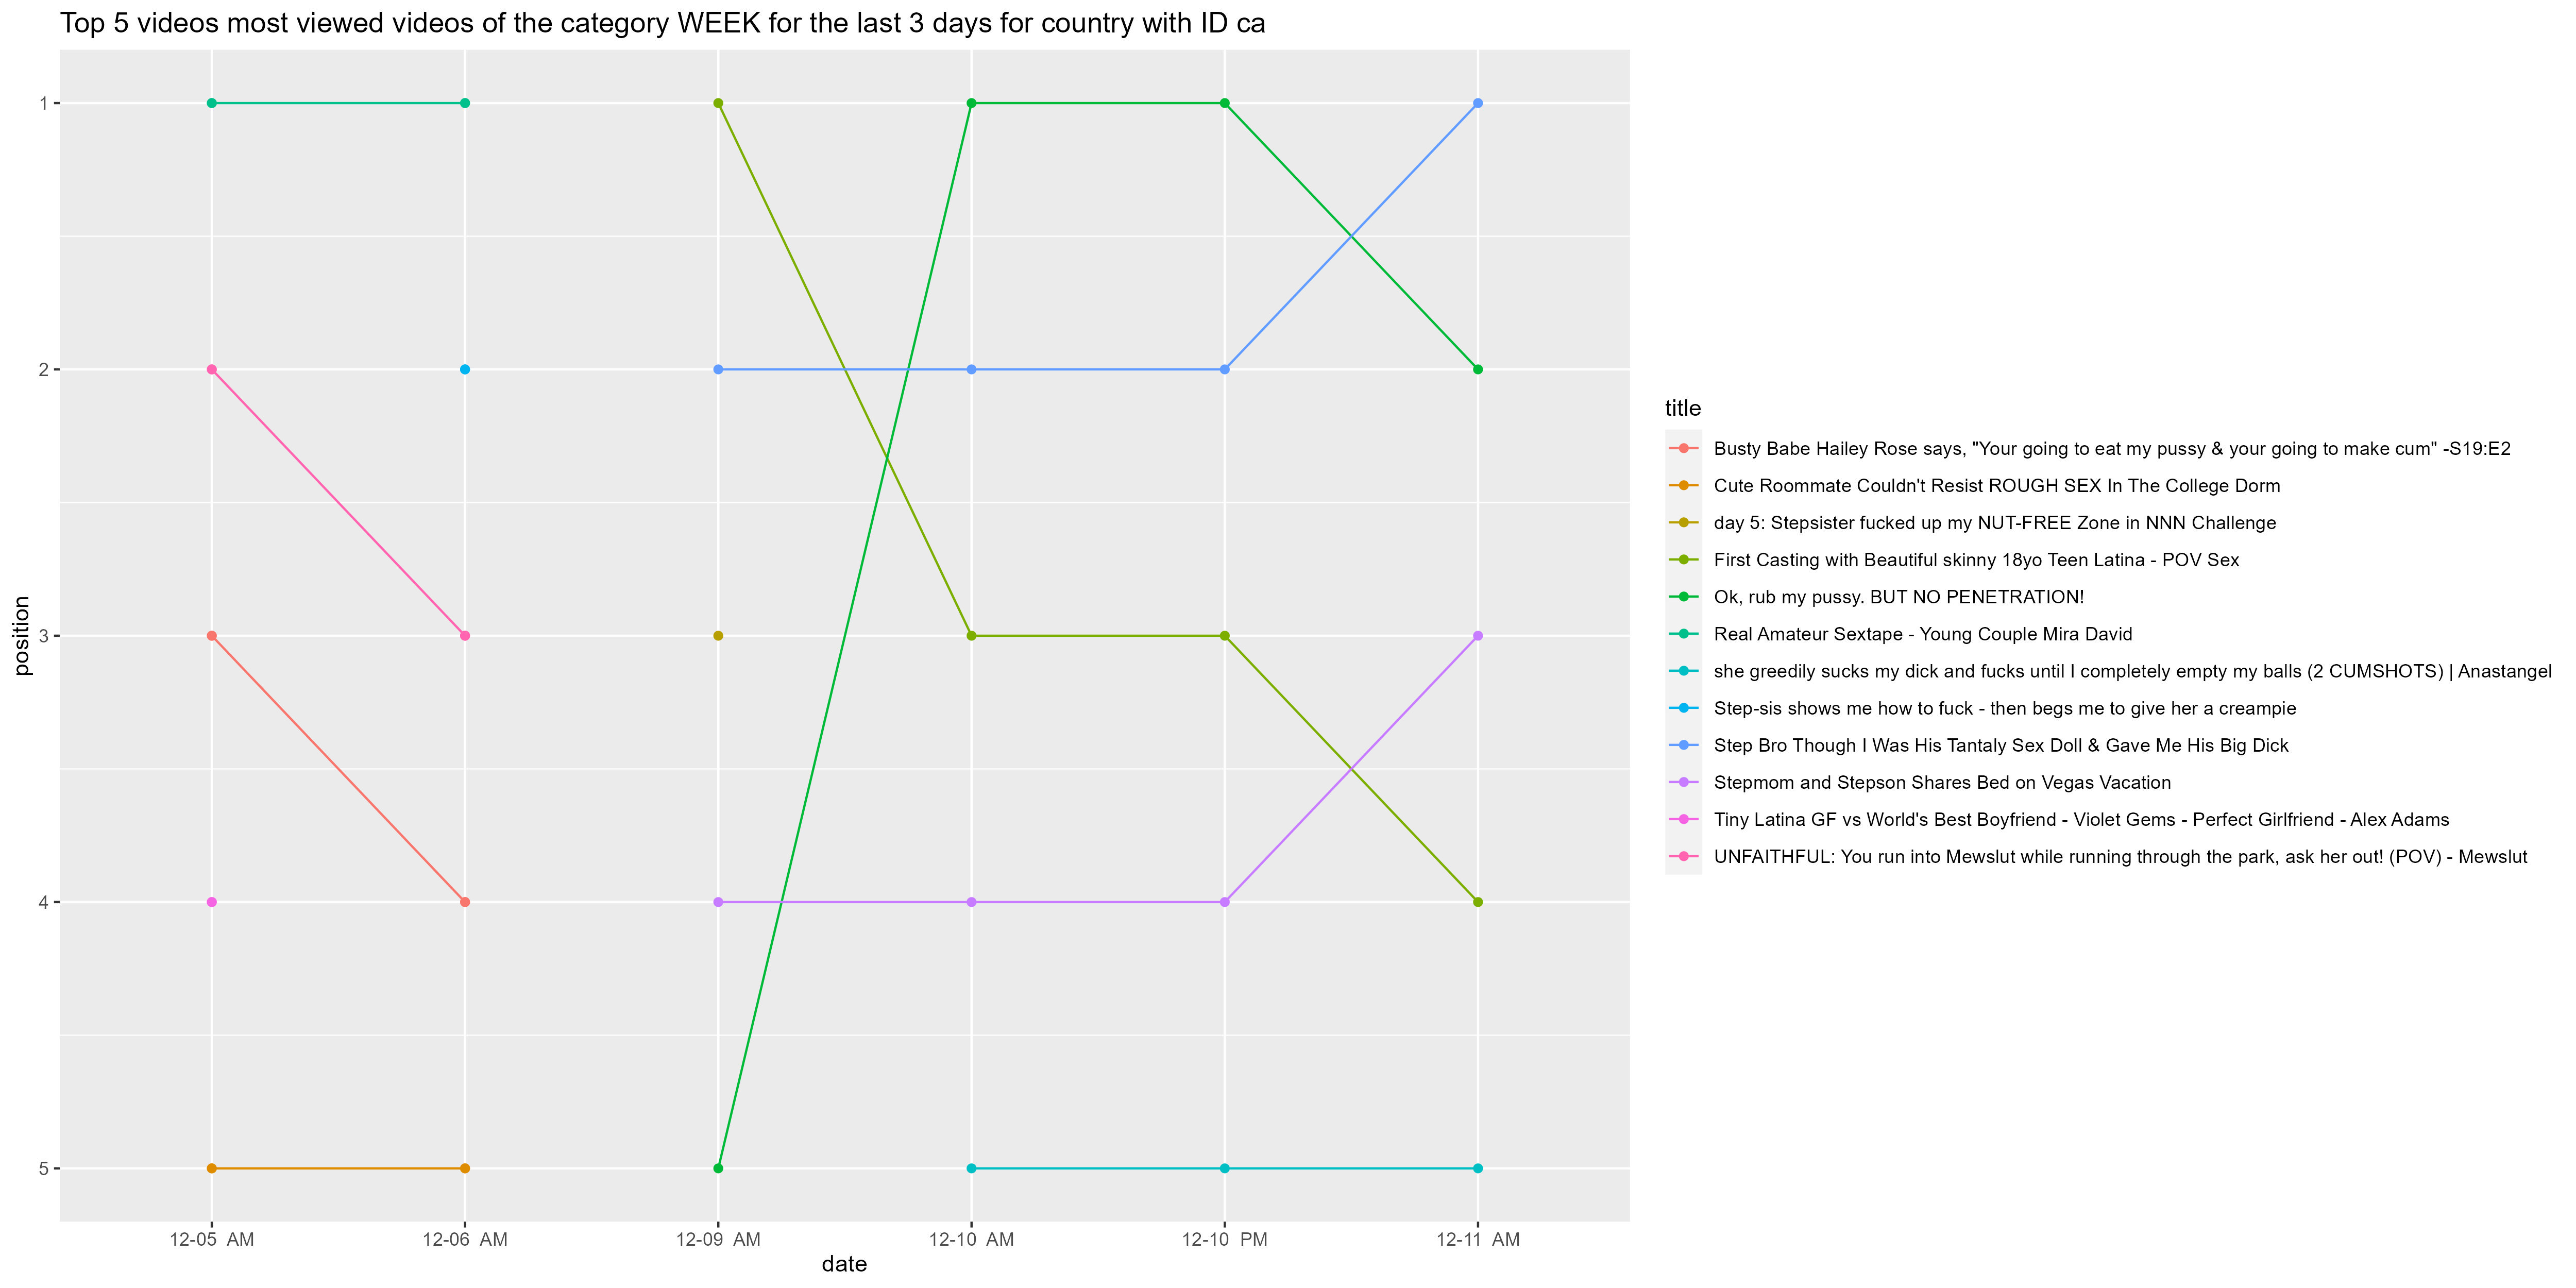 Top 5 videos most viewed videos of the category WEEK for the last 3 days for country with ID ca
position
1
2
3
4
5
12-05 AM
12-06 AM
12-09 AM
12-10 AM
12-10 PM
12-11 AM
date
title
Busty Babe Hailey Rose says, "Your going to eat my pussy & your going to make cum" -S19:E2
Cute Roommate Couldn't Resist ROUGH SEX In The College Dorm
day 5: Stepsister fucked up my NUT-FREE Zone in NNN Challenge
First Casting with Beautiful skinny 18yo Teen Latina - POV Sex
Ok, rub my pussy. BUT NO PENETRATION!
Real Amateur Sextape - Young Couple Mira David
she greedily sucks my dick and fucks until I completely empty my balls (2 CUMSHOTS) | Anastangel
Step-sis shows me how to fuck - then begs me to give her a creampie
Step Bro Though I Was His Tantaly Sex Doll & Gave Me His Big Dick
Stepmom and Stepson Shares Bed on Vegas Vacation
Tiny Latina GF vs World's Best Boyfriend - Violet Gems - Perfect Girlfriend - Alex Adams
UNFAITHFUL: You run into Mewslut while running through the park, ask her out! (POV) - Mewslut